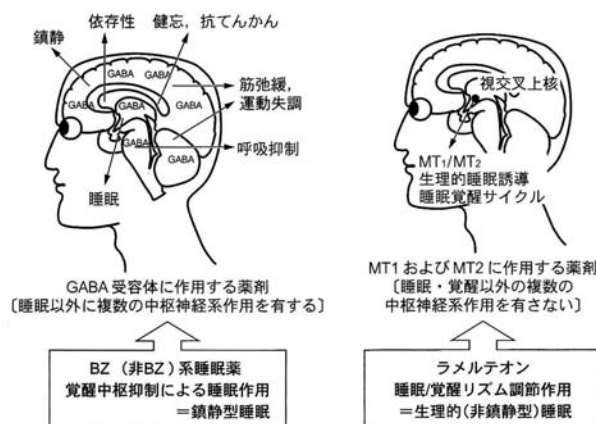 依存性
健忘，抗てんかん
鎮静
GABA
GABA
GABA
GABA
GABA
GABA
GABA
GABA
GABA
筋弛緩，
運動失調
呼吸抑制
睡眠
GABA 受容体に作用する薬剤
〔睡眠以外に複数の中枢神経系作用を有する〕
BZ（非BZ）系睡眠薬
覚醒中枢抑制による睡眠作用
＝鎮静型睡眠
視交叉上核
MT₁/MT₂
生理的睡眠誘導
睡眠覚醒サイクル
MT1 および MT2 に作用する薬剤
〔睡眠・覚醒以外の複数の
中枢神経系作用を有さない〕
ラメルテオン
睡眠/覚醒リズム調節作用
＝生理的(非鎮静型)睡眠